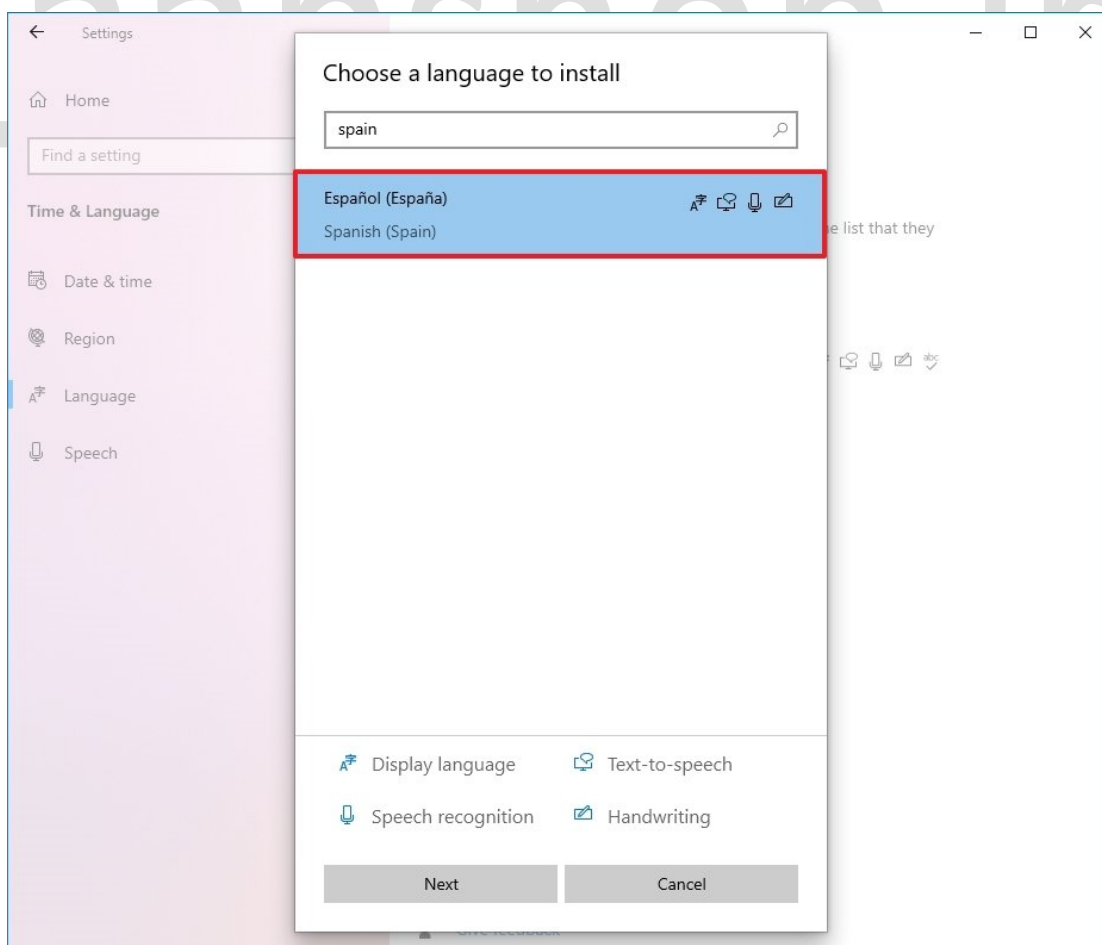 Settings
Home
Find a setting
Time & Language
Date & time
Region
Language
Speech
Choose a language to install
spain
Español (España)
Spanish (Spain)
list that they
abc
Display language
Text-to-speech
Speech recognition
Handwriting
Next
Cancel